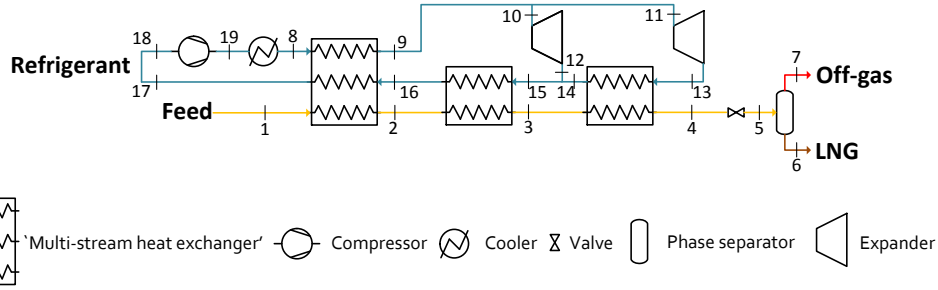 10
11
18
19
8
9
12
7
Refrigerant
Off-gas
17
16
15
14
13
Feed
1
2
3
4
5
LNG
6
‘Multi-stream heat exchanger’
Compressor
Cooler
Valve
Phase separator
Expander